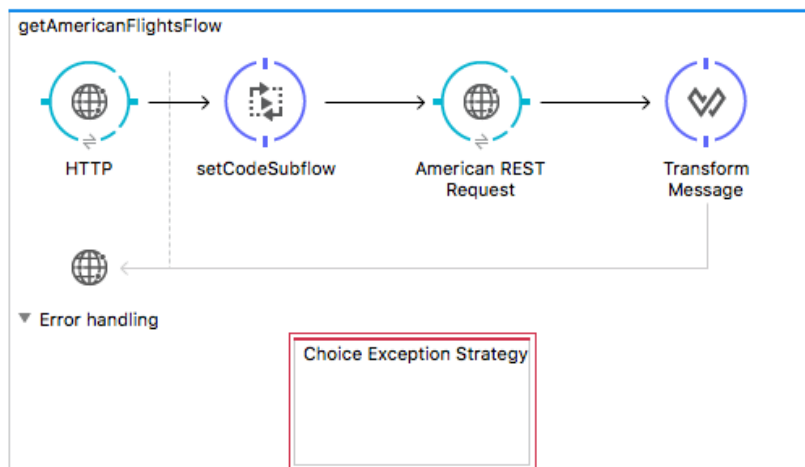 getAmericanFlightsFlow
HTTP
setCodeSubflow
American REST
Request
Transform
Message
Error handling
Choice Exception Strategy